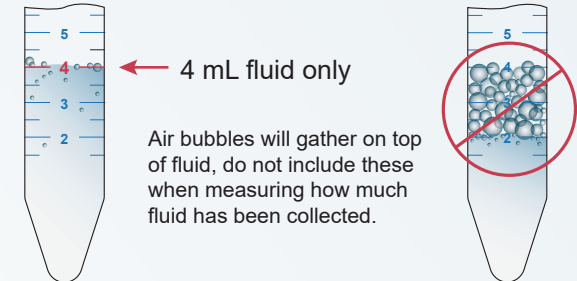 5
4
3
2
4 mL fluid only
Air bubbles will gather on top
of fluid, do not include these
when measuring how much
fluid has been collected.
5
4
3
2